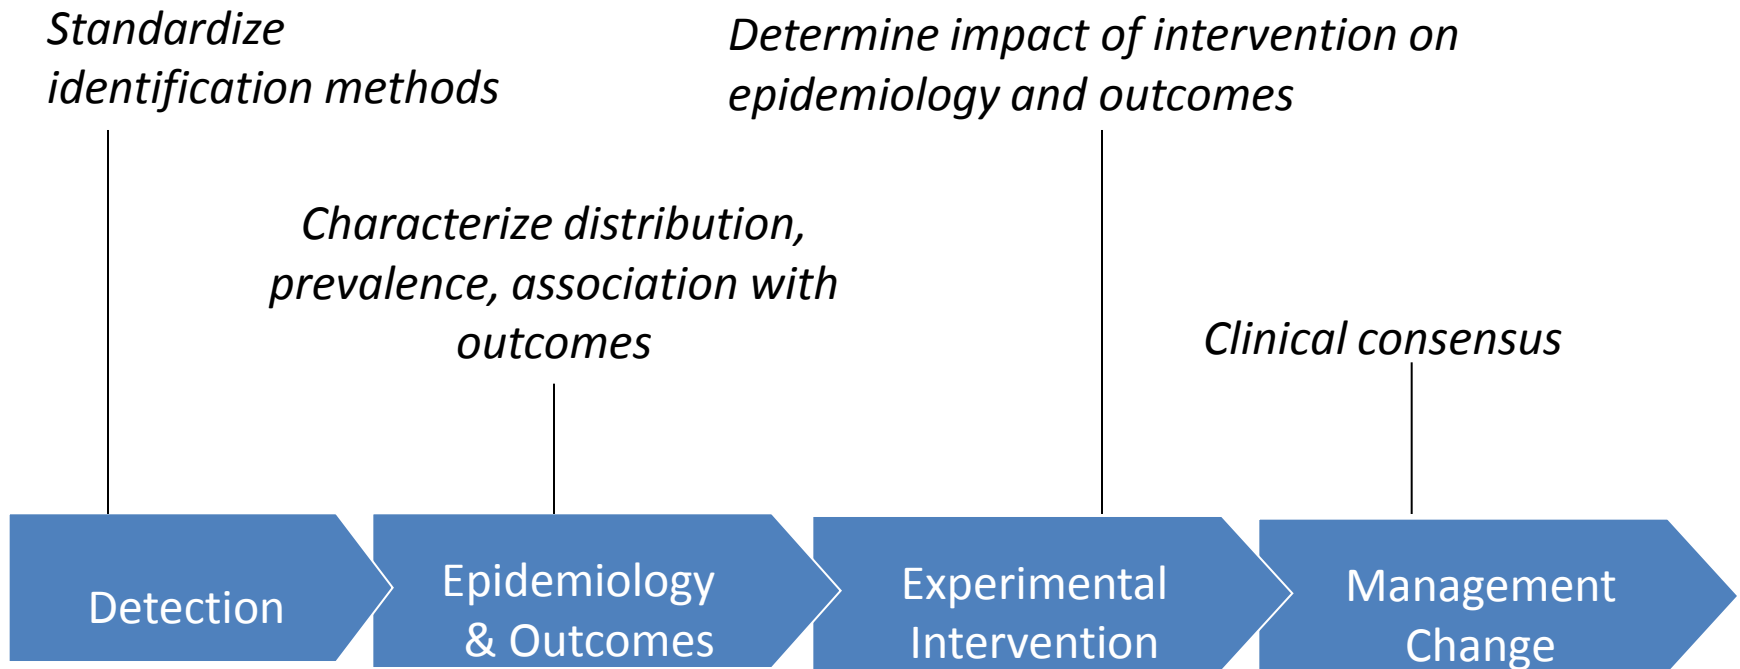 Standardize
identification methods
Determine impact of intervention on
epidemiology and outcomes
Characterize distribution,
prevalence, association with
outcomes
Clinical consensus
Detection
Epidemiology
& Outcomes
Experimental
Intervention
Management
Change